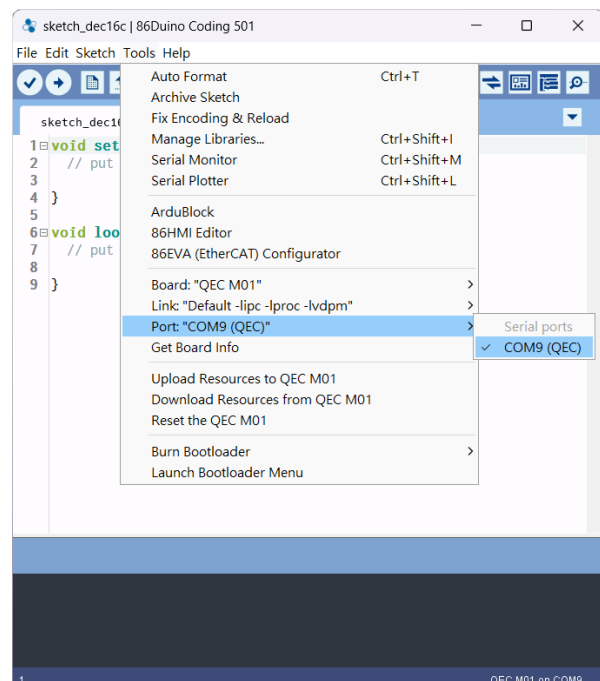 sketch_dec16c | 86Duino Coding 501
File Edit Sketch Tools Help
sketch_dec16
1 void set
2 // put
3
4 }
5
6 void loo
7 // put
8
9 }
Auto Format Ctrl+T
Archive Sketch
Fix Encoding & Reload
Manage Libraries... Ctrl+Shift+I
Serial Monitor Ctrl+Shift+M
Serial Plotter Ctrl+Shift+L
ArduBlock
86HMI Editor
86EVA (EtherCAT) Configurator
Board: "QEC M01"
Link: "Default -lipc -lproc -lvdpm"
Port: "COM9 (QEC)"
Get Board Info
Upload Resources to QEC M01
Download Resources from QEC M01
Reset the QEC M01
Burn Bootloader
Launch Bootloader Menu
Serial ports
COM9 (QEC)
1 QEC M01 on COM9